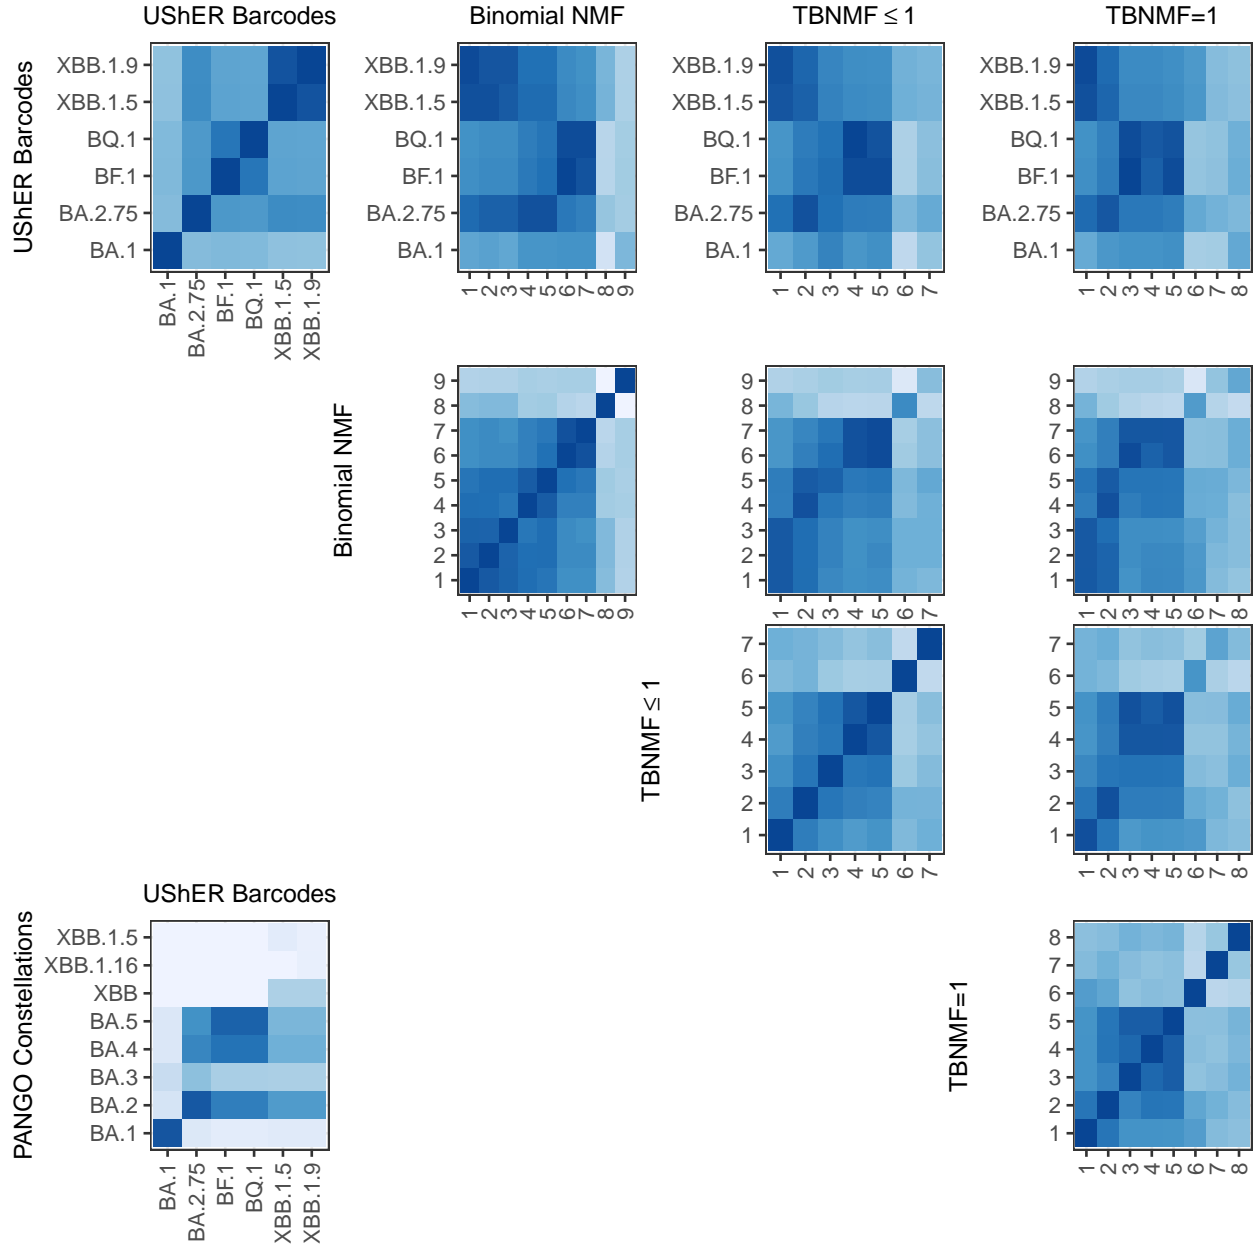 UShER Barcodes
Binomial NMF
TBNMF ≤ 1
TBNMF=1
UShER Barcodes
XBB.1.9
XBB.1.5
BQ.1
BF.1
BA.2.75
BA.1
BA.1
BA.2.75
BF.1
BQ.1
XBB.1.5
XBB.1.9
XBB.1.9
XBB.1.5
BQ.1
BF.1
BA.2.75
BA.1
1 2 3 4 5 6 7 8 9
XBB.1.9
XBB.1.5
BQ.1
BF.1
BA.2.75
BA.1
1 2 3 4 5 6 7
XBB.1.9
XBB.1.5
BQ.1
BF.1
BA.2.75
BA.1
1 2 3 4 5 6 7 8
Binomial NMF
9
8
7
6
5
4
3
2
1
1 2 3 4 5 6 7 8 9
9
8
7
6
5
4
3
2
1
1 2 3 4 5 6 7
9
8
7
6
5
4
3
2
1
1 2 3 4 5 6 7 8
TBNMF ≤ 1
7
6
5
4
3
2
1
1 2 3 4 5 6 7
7
6
5
4
3
2
1
1 2 3 4 5 6 7 8
UShER Barcodes
PANGO Constellations
XBB.1.5
XBB.1.16
XBB
BA.5
BA.4
BA.3
BA.2
BA.1
BA.1
BA.2.75
BF.1
BQ.1
XBB.1.5
XBB.1.9
TBNMF=1
8
7
6
5
4
3
2
1
1 2 3 4 5 6 7 8